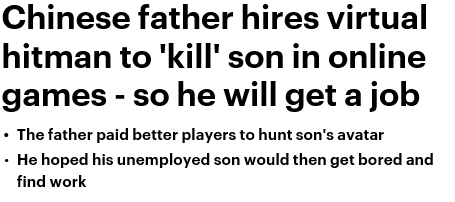 Chinese father hires virtual
hitman to 'kill' son in online
games - so he will get a job
• The father paid better players to hunt son's avatar
• He hoped his unemployed son would then get bored and
find work